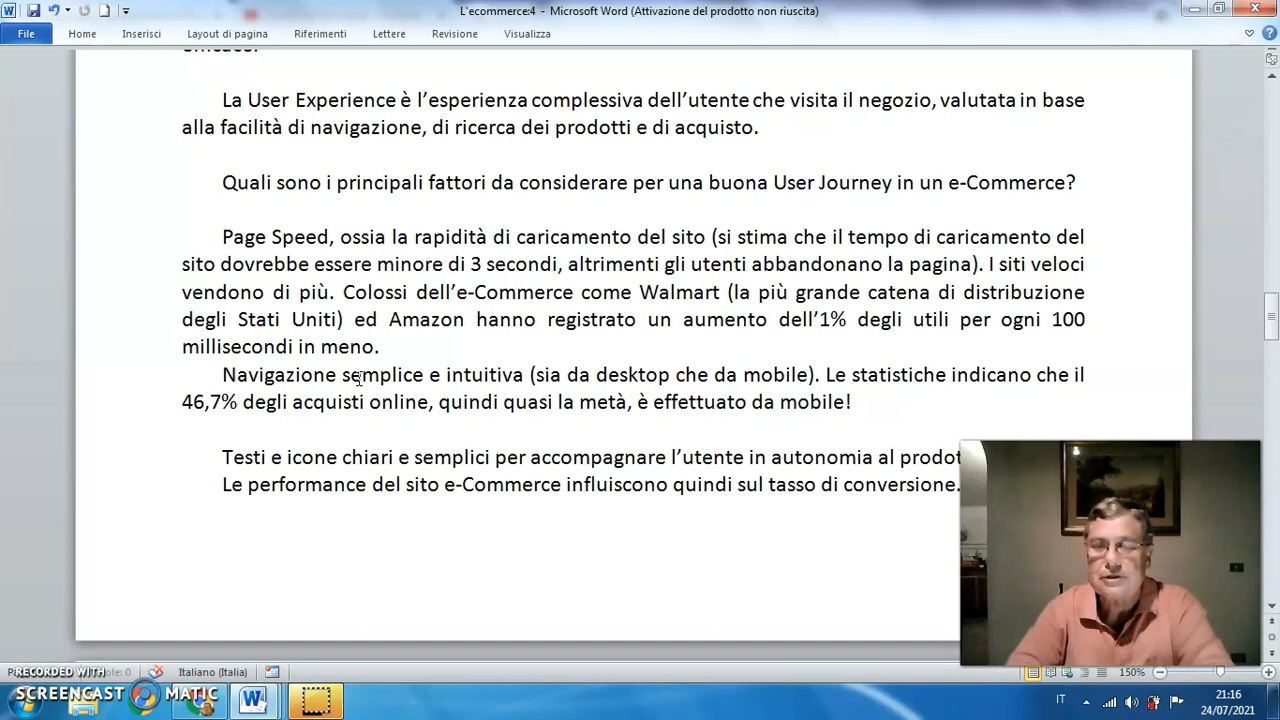 L'ecommerce:4 - Microsoft Word (Attivazione del prodotto non riuscita)
File Home Inserisci Layout di pagina Riferimenti Lettere Revisione Visualizza
La User Experience è l’esperienza complessiva dell’utente che visita il negozio, valutata in base
alla facilità di navigazione, di ricerca dei prodotti e di acquisto.
Quali sono i principali fattori da considerare per una buona User Journey in un e-Commerce?
Page Speed, ossia la rapidità di caricamento del sito (si stima che il tempo di caricamento del
sito dovrebbe essere minore di 3 secondi, altrimenti gli utenti abbandonano la pagina). I siti veloci
vendono di più. Colossi dell’e-Commerce come Walmart (la più grande catena di distribuzione
degli Stati Uniti) ed Amazon hanno registrato un aumento dell’1% degli utili per ogni 100
millisecondi in meno.
Navigazione semplice e intuitiva (sia da desktop che da mobile). Le statistiche indicano che il
46,7% degli acquisti online, quindi quasi la metà, è effettuato da mobile!
Testi e icone chiari e semplici per accompagnare l’utente in autonomia al prodot
Le performance del sito e-Commerce influiscono quindi sul tasso di conversione.
RECORDED WITH
SCREENCAST MATIC
ole: 0 Italiano (Italia) 150%
IT 21:16
24/07/2021